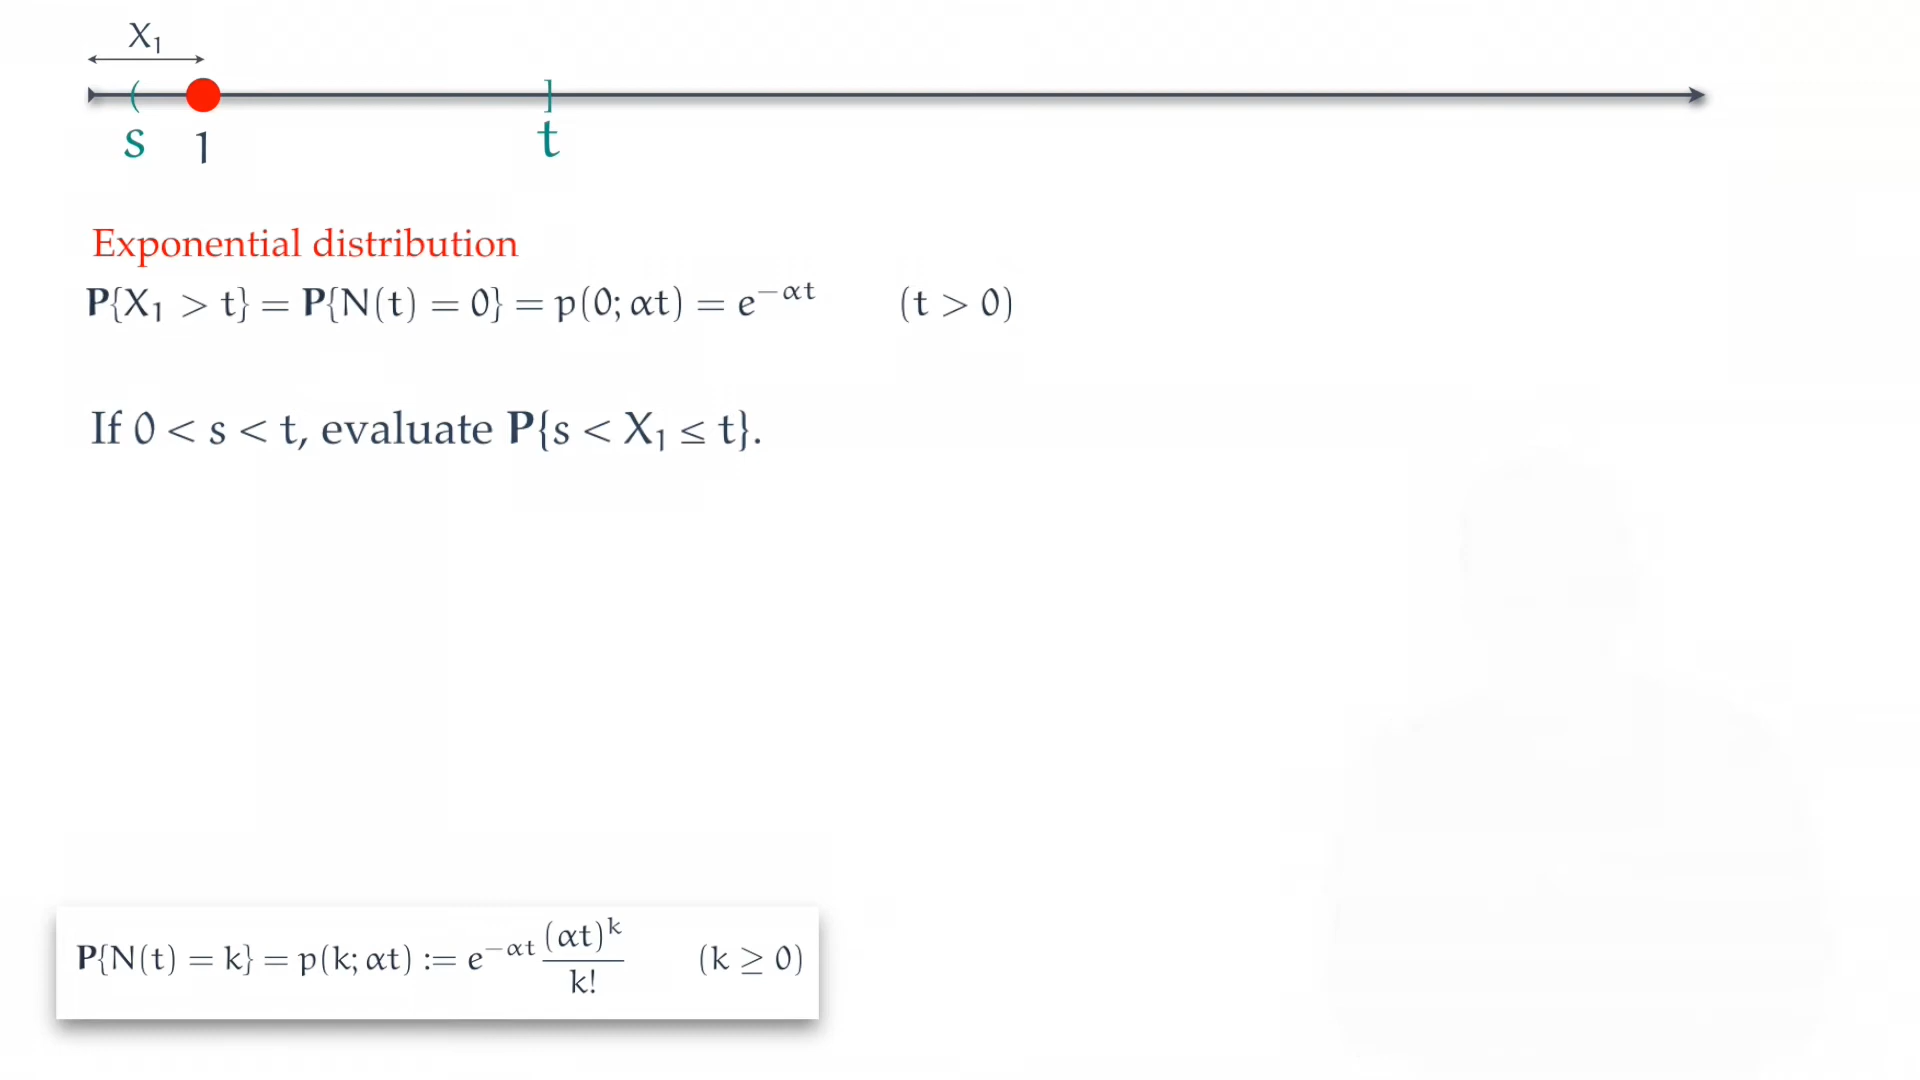 X₁
( ]
s 1 t
Exponential distribution
P{X₁ > t} = P{N(t) = 0} = p(0; αt) = e^{−αt} (t > 0)
If 0 < s < t, evaluate P{s < X₁ ≤ t}.
P{N(t) = k} = p(k; αt) := e^{−αt} (αt)^k / k! (k ≥ 0)